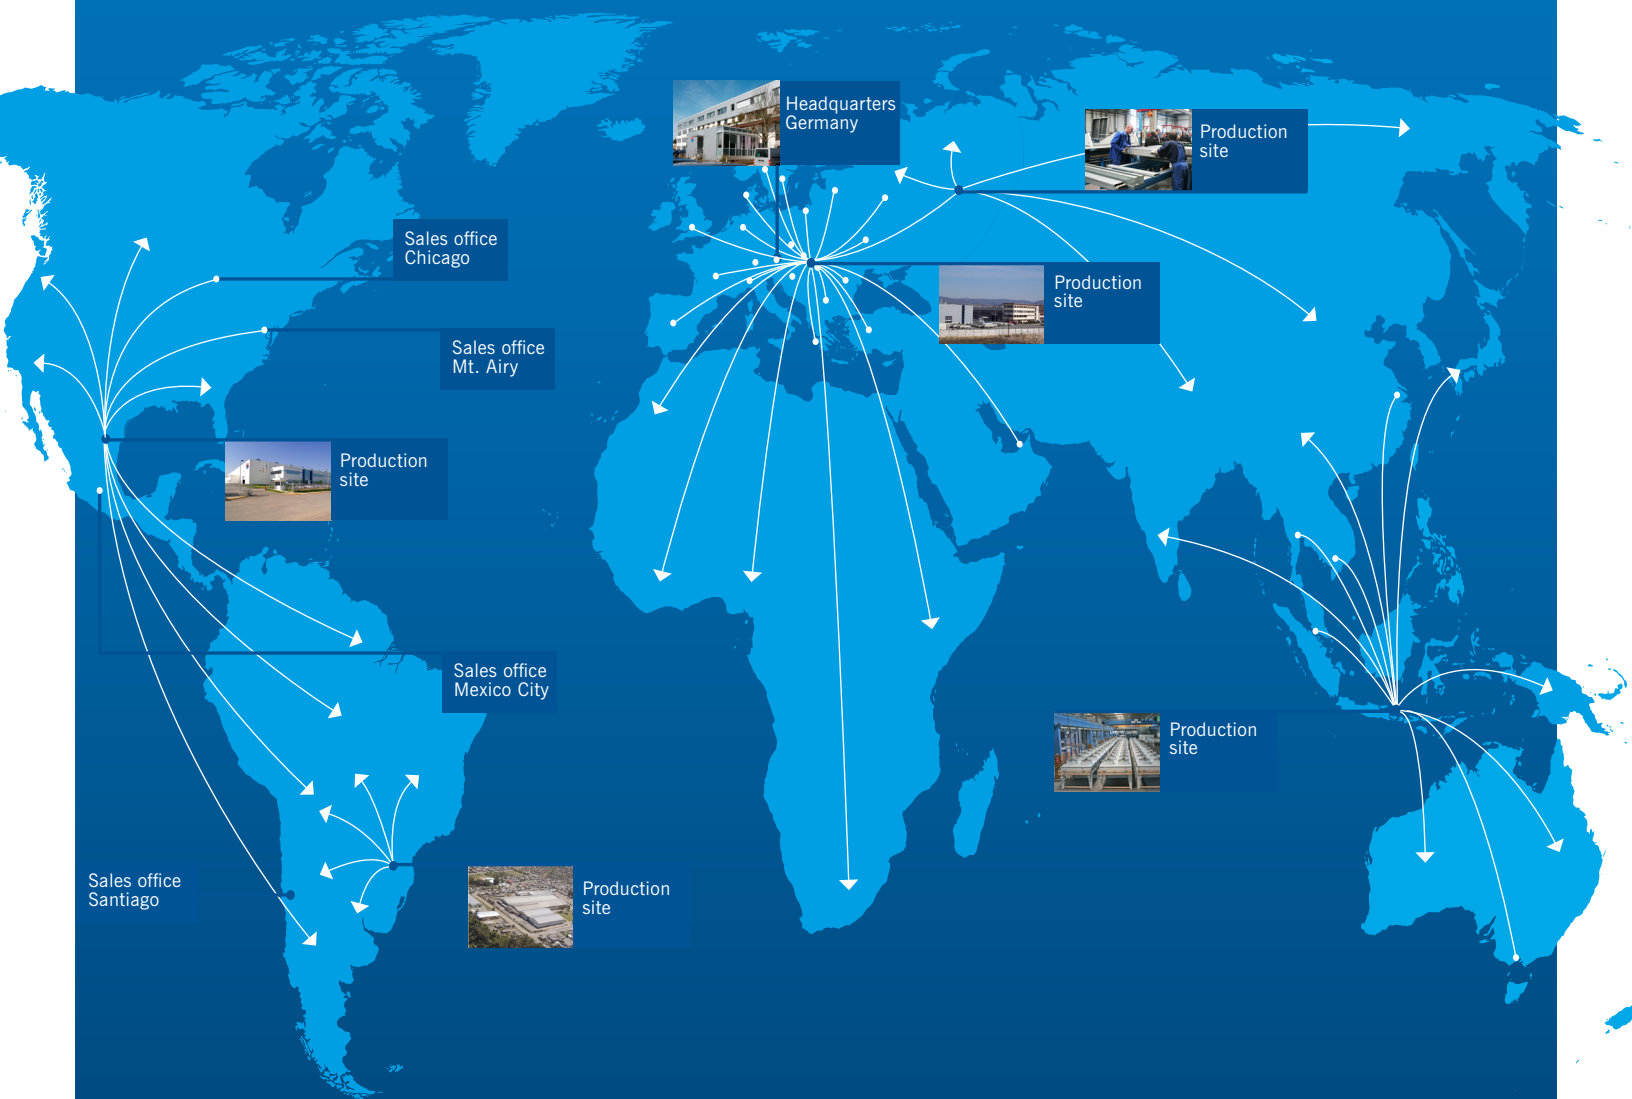 Headquarters
Germany
Production
site
Sales office
Chicago
Production
site
Sales office
Mt. Airy
Production
site
Sales office
Mexico City
Production
site
Sales office
Santiago
Production
site